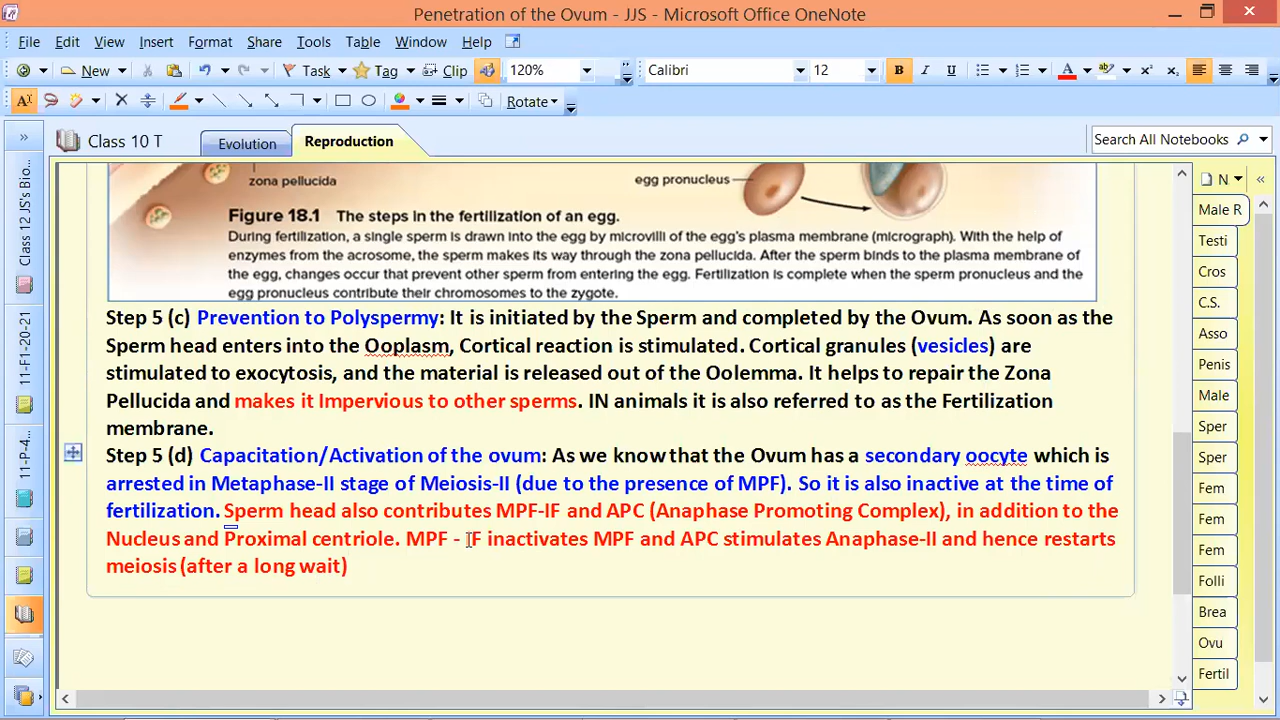 Penetration of the Ovum - JJS - Microsoft Office OneNote
File Edit View Insert Format Share Tools Table Window Help
New Task Tag Clip 120% Calibri 12 B I U A
Rotate
Class 10 T Evolution Reproduction Search All Notebooks
Class 12 JS's Bio
11-F1-20-21
11-P-4
N
Male R
Testi
Cros
C.S.
Asso
Penis
Male
Sper
Sper
Fem
Fem
Fem
Folli
Brea
Ovu
Fertil
zona pellucida
egg pronucleus
Figure 18.1 The steps in the fertilization of an egg.
During fertilization, a single sperm is drawn into the egg by microvilli of the egg's plasma membrane (micrograph). With the help of
enzymes from the acrosome, the sperm makes its way through the zona pellucida. After the sperm binds to the plasma membrane of
the egg, changes occur that prevent other sperm from entering the egg. Fertilization is complete when the sperm pronucleus and the
egg pronucleus contribute their chromosomes to the zygote.
Step 5 (c) Prevention to Polyspermy: It is initiated by the Sperm and completed by the Ovum. As soon as the
Sperm head enters into the Ooplasm, Cortical reaction is stimulated. Cortical granules (vesicles) are
stimulated to exocytosis, and the material is released out of the Oolemma. It helps to repair the Zona
Pellucida and makes it Impervious to other sperms. IN animals it is also referred to as the Fertilization
membrane.
Step 5 (d) Capacitation/Activation of the ovum: As we know that the Ovum has a secondary oocyte which is
arrested in Metaphase-II stage of Meiosis-II (due to the presence of MPF). So it is also inactive at the time of
fertilization. Sperm head also contributes MPF-IF and APC (Anaphase Promoting Complex), in addition to the
Nucleus and Proximal centriole. MPF - IF inactivates MPF and APC stimulates Anaphase-II and hence restarts
meiosis (after a long wait)